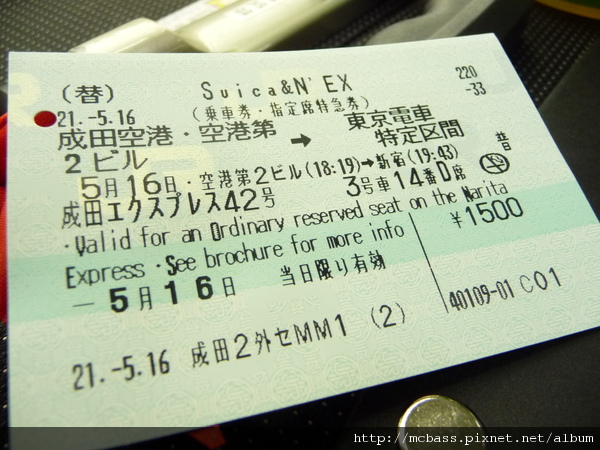 (替) Suica&N'EX 220
21.-5.16 (乗車券・指定席特急券) -33
成田空港・空港第 → 東京電車
2ビル 特定区間
5月16日・空港第2ビル(18:19)→新宿(19:43)
成田エクスプレス42号 3号車14番D席
・Valid for an Ordinary reserved seat on the Narita
Express・See brochure for more info ¥1500
-5月16日 当日限り有効
40109-01 C01
21.-5.16 成田2外セMM1 (2)
http://mcbass.pixnet.net/album